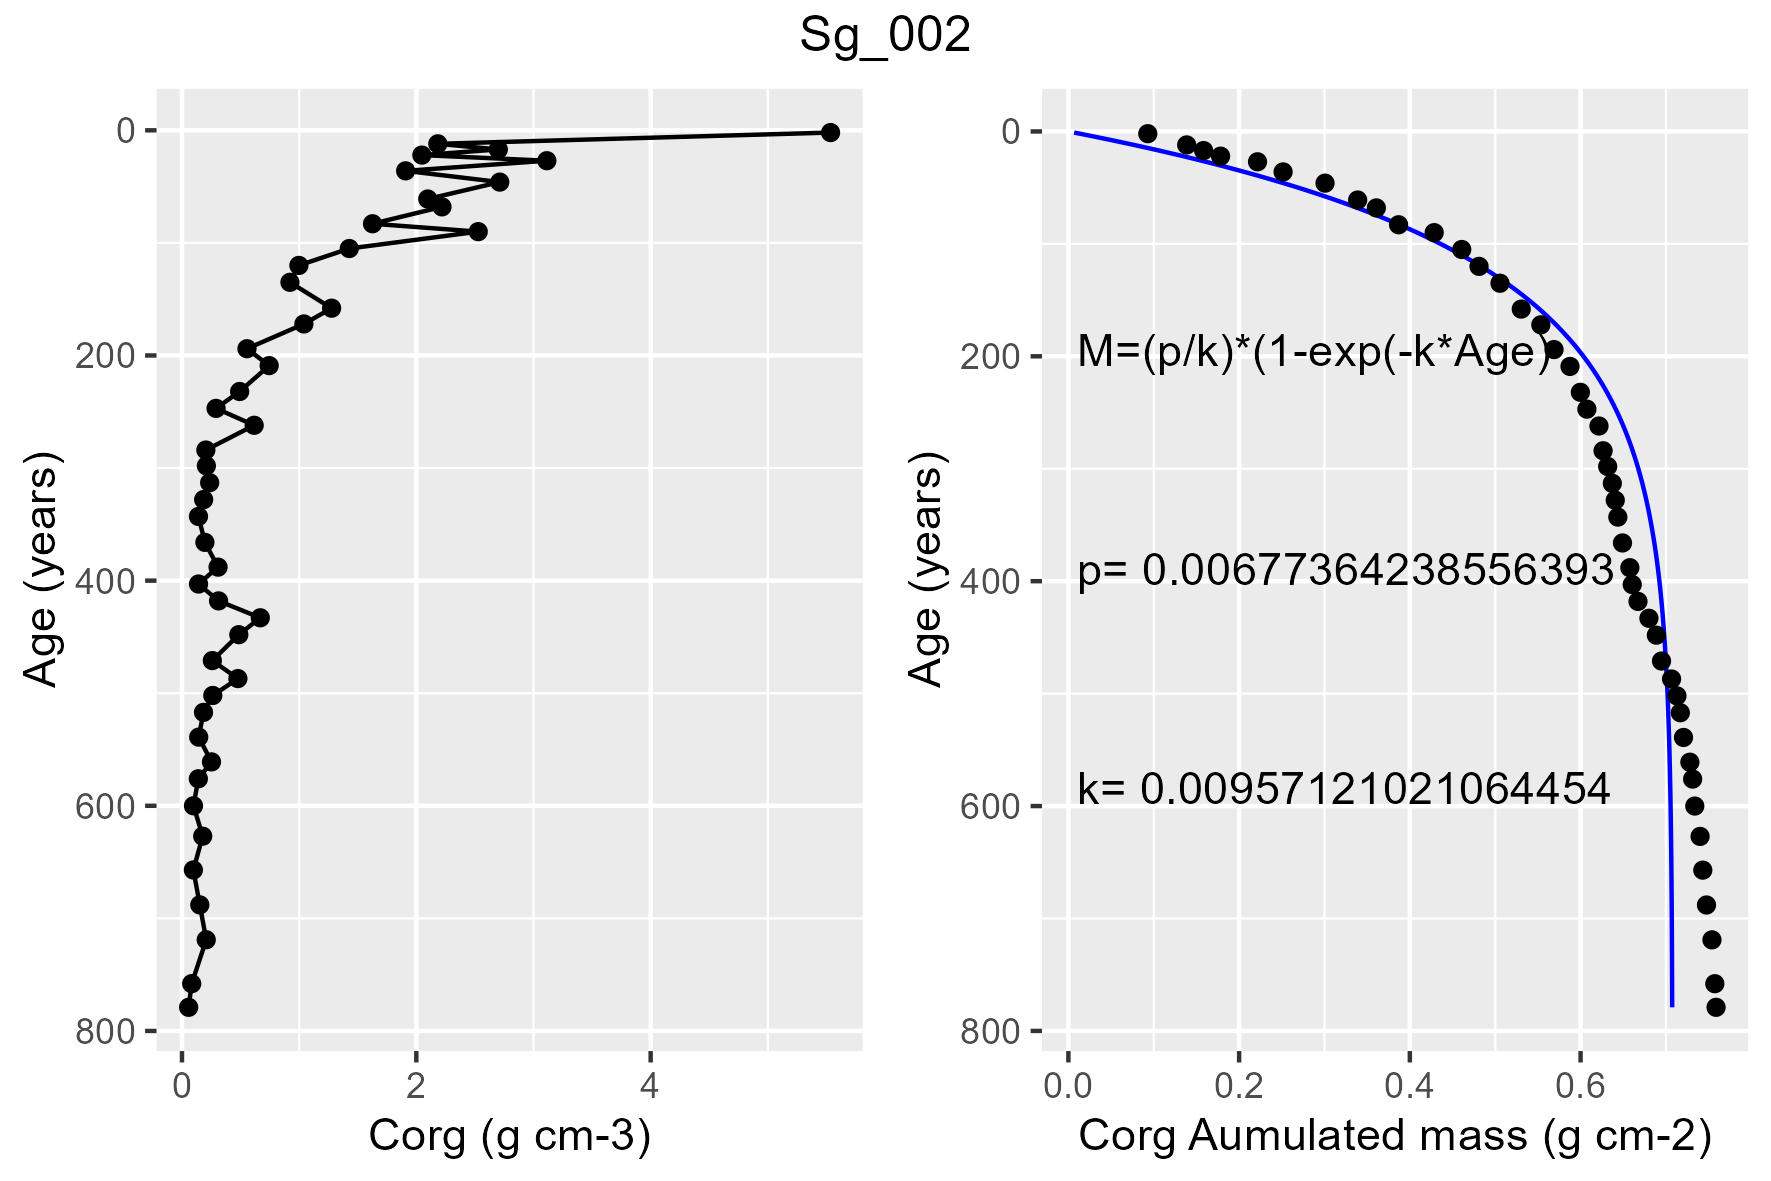 Sg_002
Age (years)
0
200
400
600
800
0
2
4
Corg (g cm-3)
Age (years)
0
200
400
600
800
M=(p/k)*(1-exp(-k*Age)
p= 0.00677364238556393
k= 0.00957121021064454
0.0
0.2
0.4
0.6
Corg Aumulated mass (g cm-2)